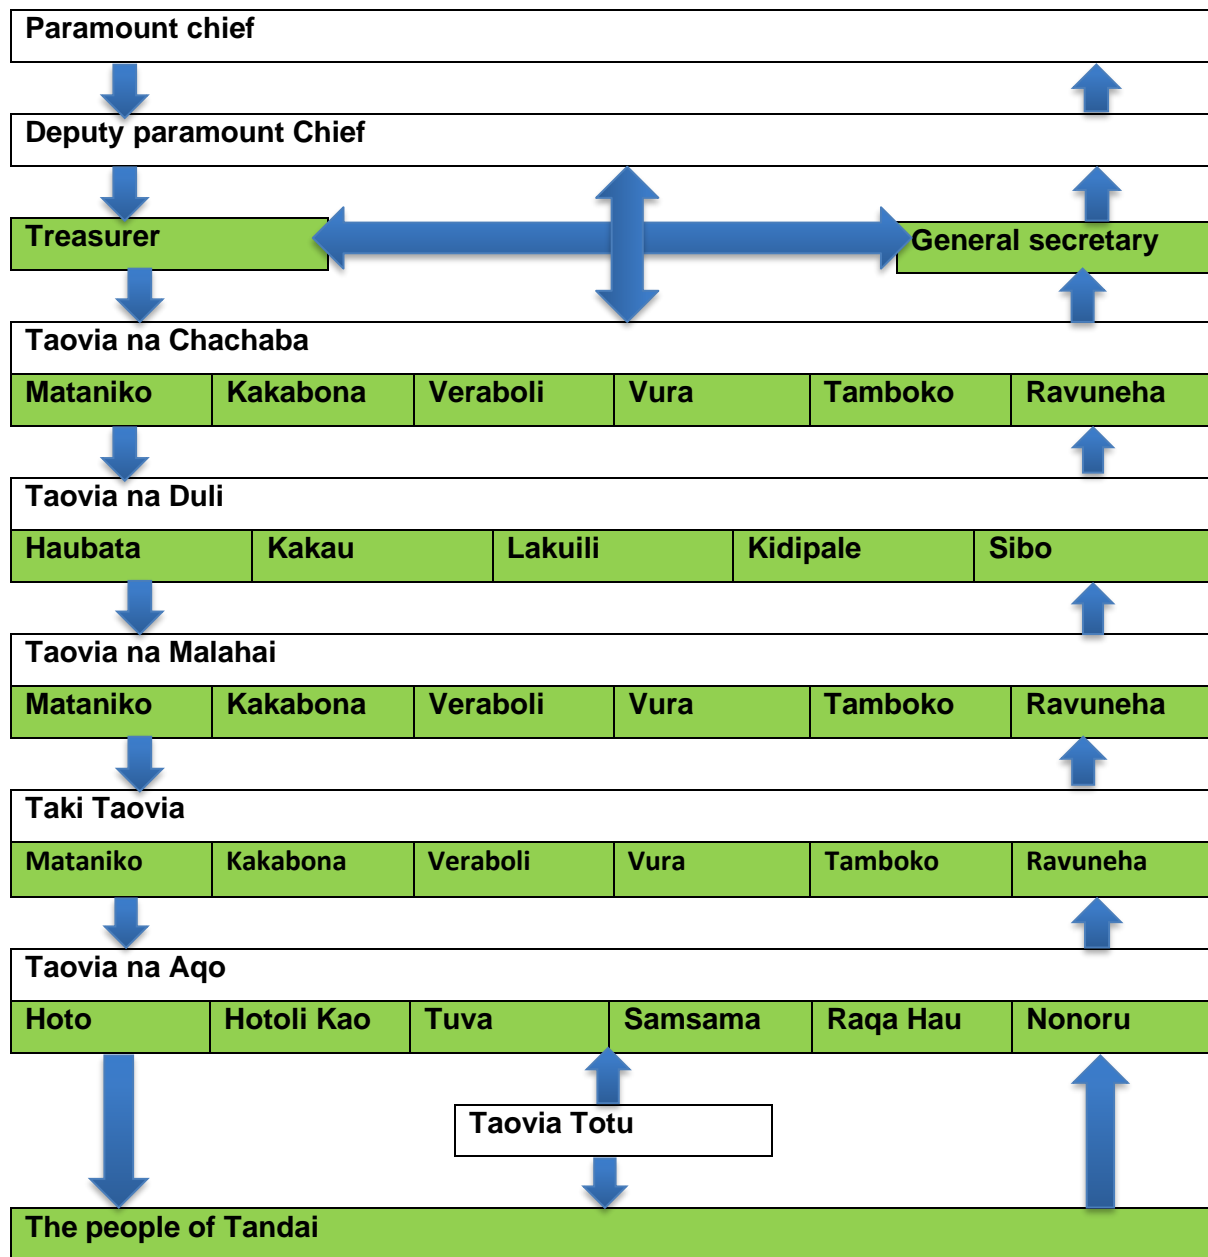 Paramount chief
Deputy paramount Chief
Treasurer
General secretary
Taovia na Chachaba
Mataniko Kakabona Veraboli Vura Tamboko Ravuneha
Taovia na Duli
Haubata Kakau Lakuili Kidipale Sibo
Taovia na Malahai
Mataniko Kakabona Veraboli Vura Tamboko Ravuneha
Taki Taovia
Mataniko Kakabona Veraboli Vura Tamboko Ravuneha
Taovia na Aqo
Hoto Hotoli Kao Tuva Samsama Raqa Hau Nonoru
Taovia Totu
The people of Tandai